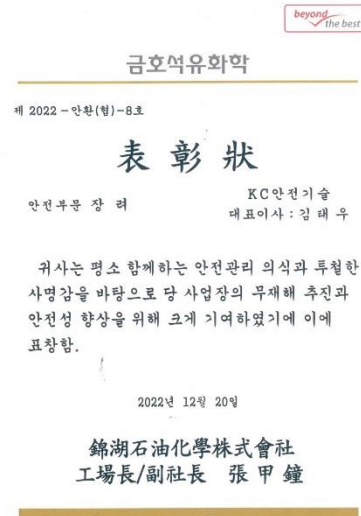 beyond
the best
금호석유화학
제 2022 - 안환(협) - 8호
表彰狀
안전부문 장 려
KC안전기술
대표이사 : 김 태 우
귀사는 평소 함께하는 안전관리 의식과 투철한
사명감을 바탕으로 당 사업장의 무재해 추진과
안전성 향상을 위해 크게 기여하였기에 이에
표창함.
2022년 12월 20일
錦湖石油化學株式會社
工場長/副社長 張甲鐘